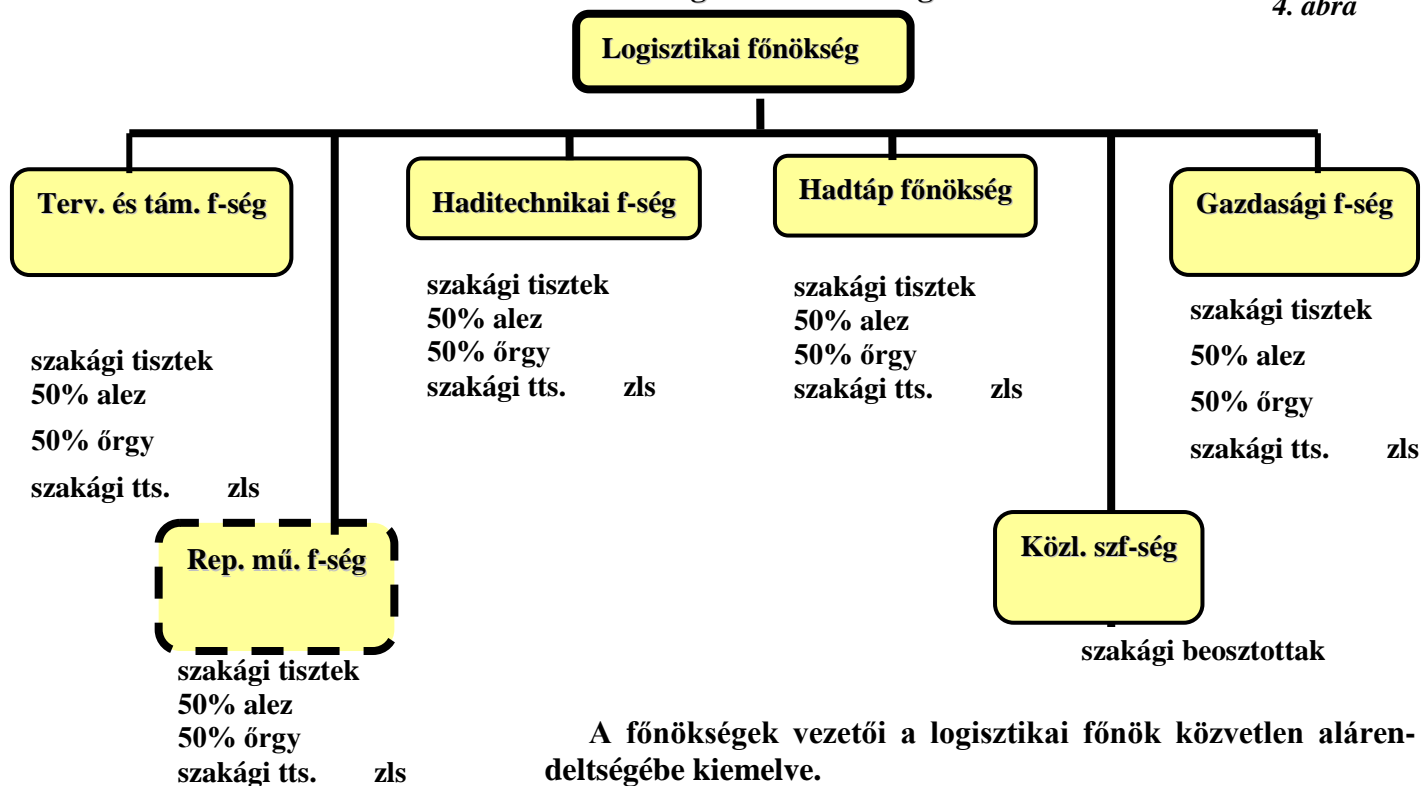 4. ábra
Logisztikai főnökség
Terv. és tám. f-ség
Haditechnikai f-ség
Hadtáp főnökség
Gazdasági f-ség
szakági tisztek
50% alez
50% őrgy
szakági tts. zls
szakági tisztek
50% alez
50% őrgy
szakági tts. zls
szakági tisztek
50% alez
50% őrgy
szakági tts. zls
szakági tisztek
50% alez
50% őrgy
szakági tts. zls
Rep. mű. f-ség
Közl. szf-ség
szakági tisztek
50% alez
50% őrgy
szakági tts. zls
szakági beosztottak
A főnökségek vezetői a logisztikai főnök közvetlen aláren-
deltségébe kiemelve.